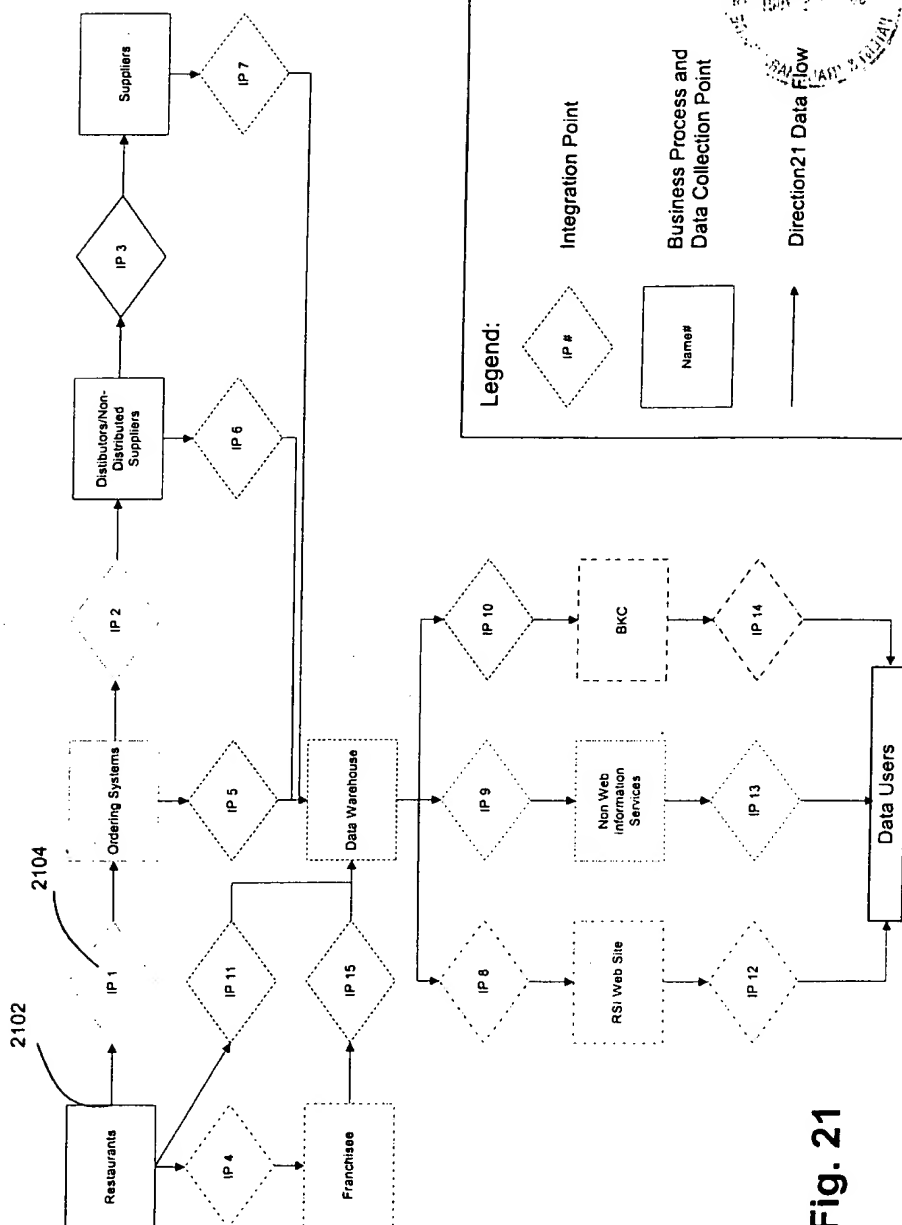 2102
2104
Restaurants
IP 1
Ordering Systems
IP 2
Distibutors/Non-
Distributed
Suppliers
IP 3
Suppliers
IP 4
IP 11
IP 5
IP 6
IP 7
Franchisee
IP 15
Data Warehouse
IP 8
IP 9
IP 10
RSI Web Site
Non Web
Information
Services
BKC
IP 12
IP 13
IP 14
Data Users
Legend:
IP #
Integration Point
Name#
Business Process and
Data Collection Point
Direction21 Data Flow
Fig. 21